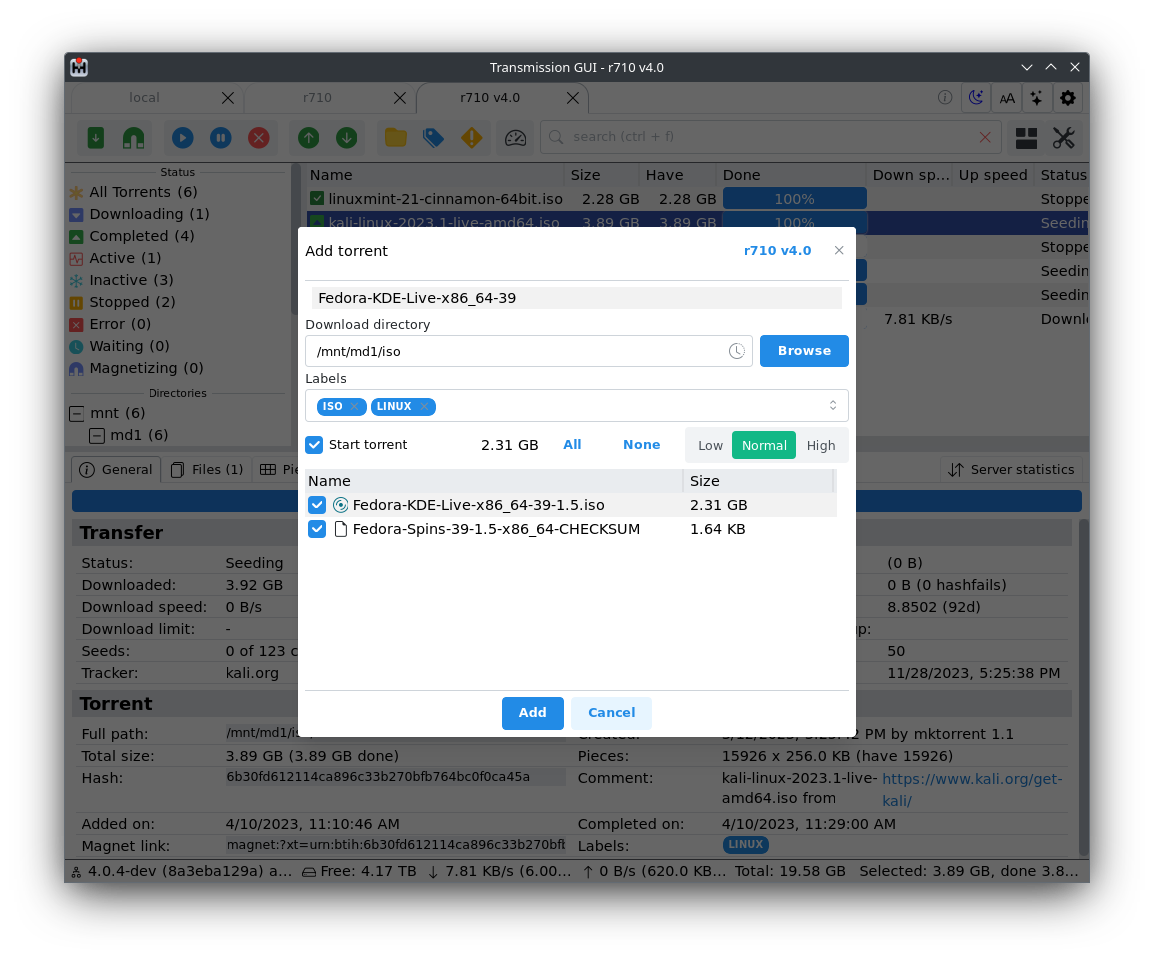 Transmission GUI - r710 v4.0
local
r710
r710 v4.0
AA
search (ctrl + f)
Status
All Torrents (6)
Downloading (1)
Completed (4)
Active (1)
Inactive (3)
Stopped (2)
Error (0)
Waiting (0)
Magnetizing (0)
Directories
mnt (6)
md1 (6)
Name Size Have Done Down sp... Up speed Status
linuxmint-21-cinnamon-64bit.iso 2.28 GB 2.28 GB 100% Stoppe
kali-linux-2023.1-live-amd64.iso 3.89 GB 3.89 GB 100% Seedin
Stoppe
Seedin
Seedin
7.81 KB/s Downl
Add torrent r710 v4.0
Fedora-KDE-Live-x86_64-39
Download directory
/mnt/md1/iso
Browse
Labels
ISO LINUX
Start torrent 2.31 GB All None Low Normal High
Name Size
Fedora-KDE-Live-x86_64-39-1.5.iso 2.31 GB
Fedora-Spins-39-1.5-x86_64-CHECKSUM 1.64 KB
Add Cancel
General Files (1) Pie Server statistics
Transfer
Status: Seeding (0 B)
Downloaded: 3.92 GB 0 B (0 hashfails)
Download speed: 0 B/s 8.8502 (92d)
Download limit: - p:
Seeds: 0 of 123 c 50
Tracker: kali.org 11/28/2023, 5:25:38 PM
Torrent
Full path: /mnt/md1/is PM by mktorrent 1.1
Total size: 3.89 GB (3.89 GB done) Pieces: 15926 x 256.0 KB (have 15926)
Hash: 6b30fd612114ca896c33b270bfb764bc0f0ca45a Comment: kali-linux-2023.1-live- https://www.kali.org/get-
amd64.iso from kali/
Added on: 4/10/2023, 11:10:46 AM Completed on: 4/10/2023, 11:29:00 AM
Magnet link: magnet:?xt=urn:btih:6b30fd612114ca896c33b270bfb Labels: LINUX
4.0.4-dev (8a3eba129a) a... Free: 4.17 TB 7.81 KB/s (6.00... 0 B/s (620.0 KB... Total: 19.58 GB Selected: 3.89 GB, done 3.8...